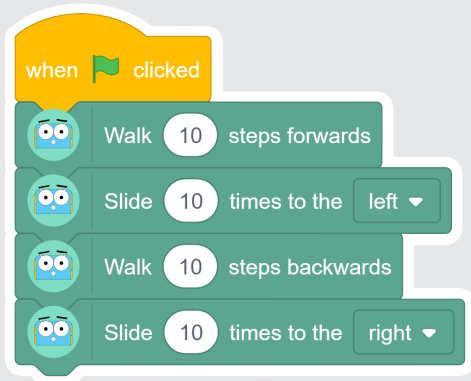 when clicked
Walk 10 steps forwards
Slide 10 times to the left
Walk 10 steps backwards
Slide 10 times to the right